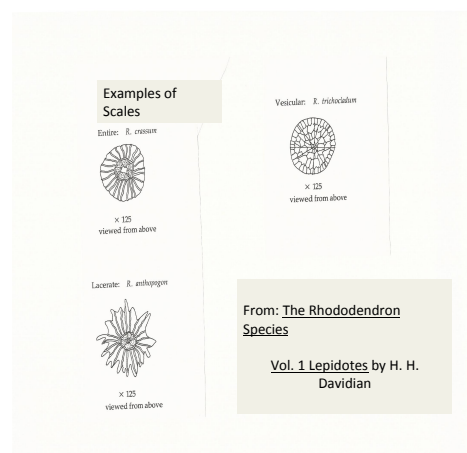 Examples of
Scales
Entire: R. crassum
× 125
viewed from above
Lacerate: R. anthopogon
× 125
viewed from above
Vesicular: R. trichocladum
× 125
viewed from above
From: The Rhododendron
Species
Vol. 1 Lepidotes by H. H.
Davidian